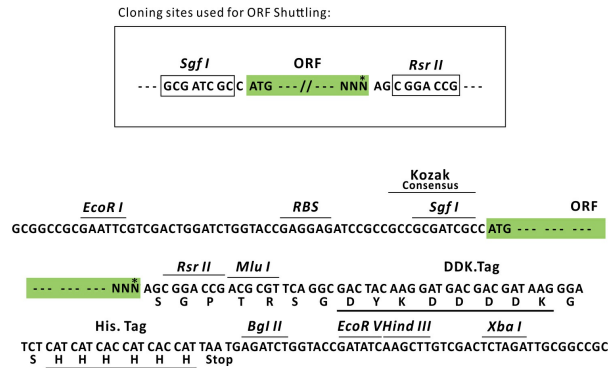 Cloning sites used for ORF Shuttling:
Sgf I ORF Rsr II
--- GCG ATC GC C ATG ---//--- NNN* AG C GGA CCG ---
Kozak
Consensus
EcoR I RBS Sgf I ORF
GCGGCCGCGAATTCGTCGACTGGATCTGGTACCGAGGAGATCCGCCGCCGCGATCGCC ATG --- --- ---
Rsr II Mlu I DDK.Tag
--- --- --- NNN* AGC GGA CCG ACG CGT TCA GGC GAC TAC AAG GAT GAC GAC GAT AAG GGA
S G P T R S G D Y K D D D D K G
His. Tag Bgl II EcoR V Hind III Xba I
TCT CAT CAT CAC CAT CAC CAT TAA TGAGATCTGGTACCGATATCAAGCTTGTCGACTCTAGATTGCGGCCGC
S H H H H H H Stop